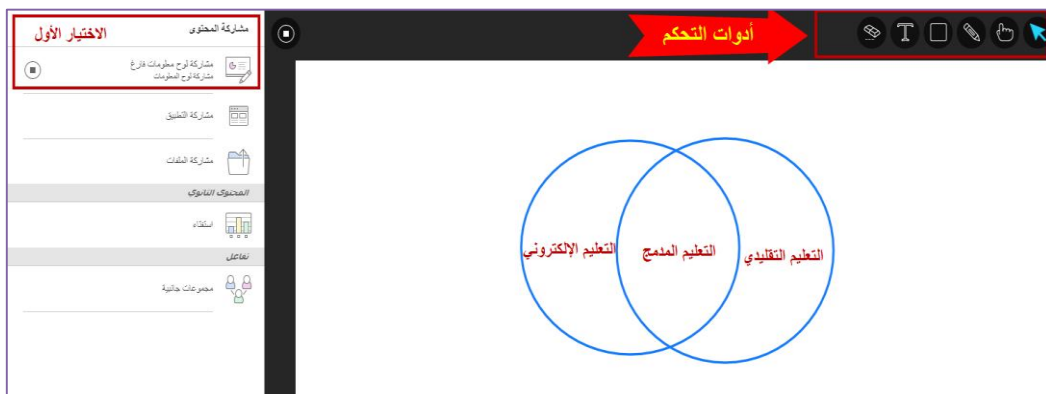 أدوات التحكم
مشاركة المحتوى
الاختيار الأول
مشاركة لوح معلومات فارغ
مشاركة لوح المعلومات
مشاركة التطبيق
مشاركة الملفات
المحتوى الثانوي
استفتاء
تفاعل
مجموعات جانبية
التعليم التقليدي
التعليم المدمج
التعليم الإلكتروني
T